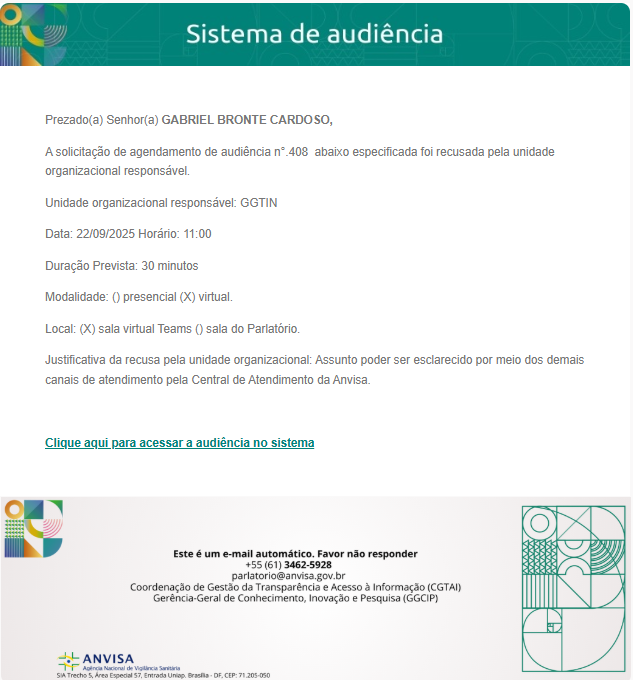 Sistema de audiência
Prezado(a) Senhor(a) GABRIEL BRONTE CARDOSO,
A solicitação de agendamento de audiência n°.408 abaixo especificada foi recusada pela unidade
organizacional responsável.
Unidade organizacional responsável: GGTIN
Data: 22/09/2025 Horário: 11:00
Duração Prevista: 30 minutos
Modalidade: () presencial (X) virtual.
Local: (X) sala virtual Teams () sala do Parlatório.
Justificativa da recusa pela unidade organizacional: Assunto poder ser esclarecido por meio dos demais
canais de atendimento pela Central de Atendimento da Anvisa.
Clique aqui para acessar a audiência no sistema
Este é um e-mail automático. Favor não responder
+55 (61) 3462-5928
parlatorio@anvisa.gov.br
Coordenação de Gestão da Transparência e Acesso à Informação (CGTAI)
Gerência-Geral de Conhecimento, Inovação e Pesquisa (GGCIP)
ANVISA
Agência Nacional de Vigilância Sanitária
SIA Trecho 5, Área Especial 57, Entrada Uniap. Brasília - DF, CEP: 71.205-050